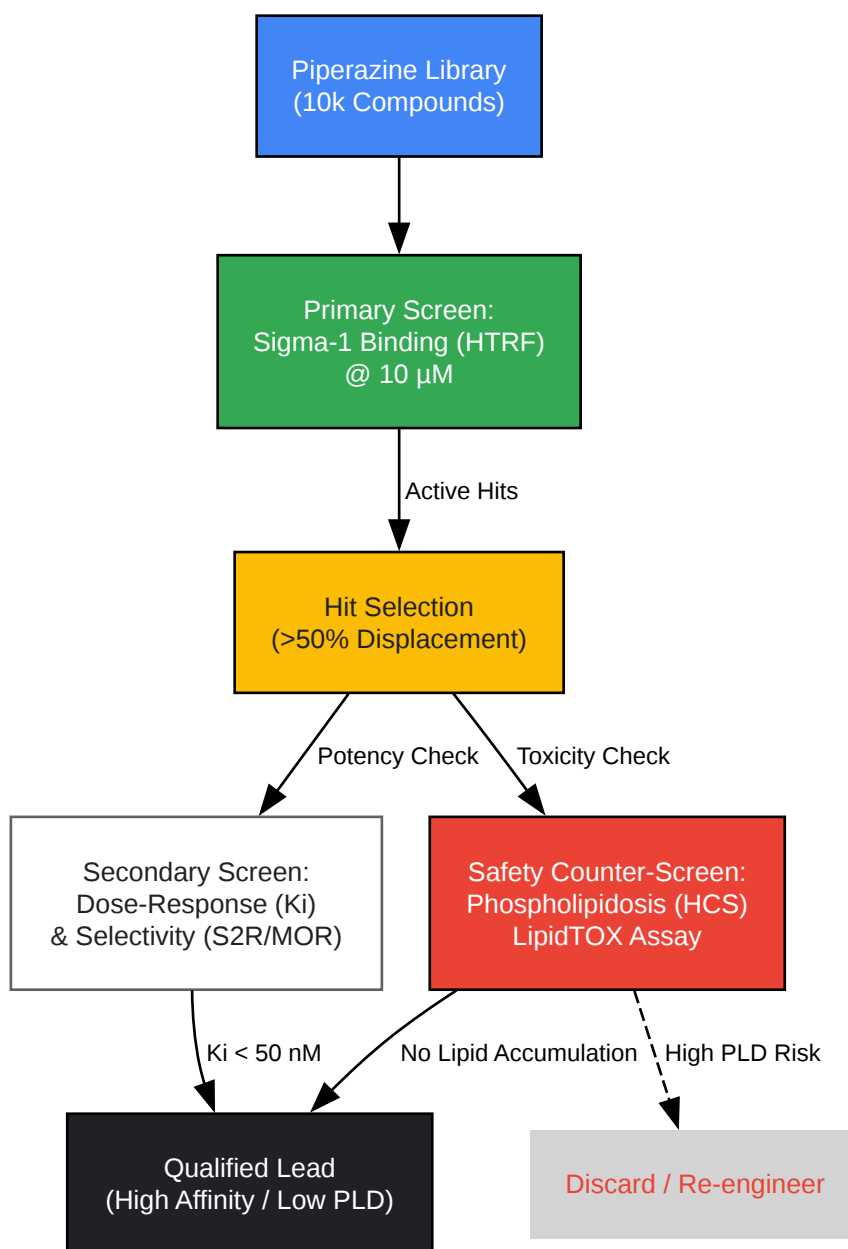 Piperazine Library
(10k Compounds)
Primary Screen:
Sigma-1 Binding (HTRF)
@ 10 µM
Active Hits
Hit Selection
(>50% Displacement)
Potency Check
Toxicity Check
Secondary Screen:
Dose-Response (Ki)
& Selectivity (S2R/MOR)
Safety Counter-Screen:
Phospholipidosis (HCS)
LipidTOX Assay
Ki < 50 nM
No Lipid Accumulation
High PLD Risk
Qualified Lead
(High Affinity / Low PLD)
Discard / Re-engineer